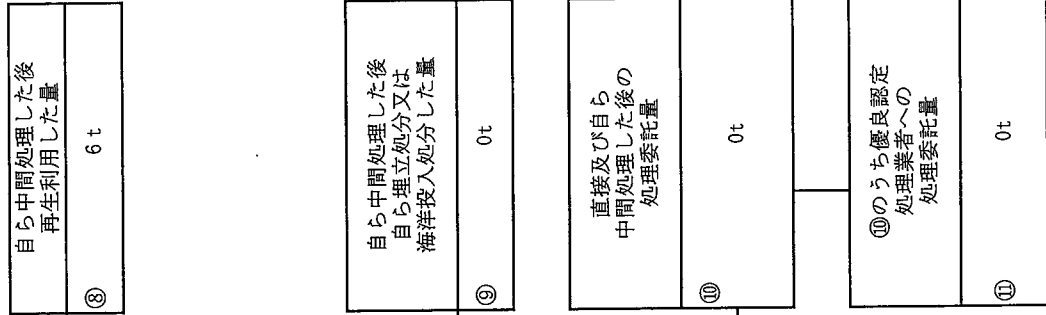 自ら中間処理した後
再生利用した量
⑧
6 t
自ら中間処理した後
自ら埋立処分又は
海洋投入処分した量
⑨
0t
直接及び自ら
中間処理した後の
処理委託量
⑩
0t
⑩のうち優良認定
処理業者への
処理委託量
⑪
0t